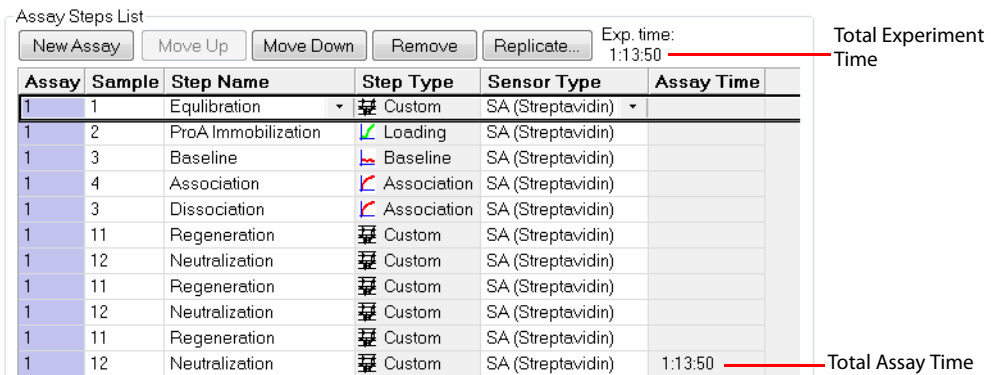 Assay Steps List
New Assay Move Up Move Down Remove Replicate... Exp. time: 1:13:50
Total Experiment Time
Assay Sample Step Name Step Type Sensor Type Assay Time
1 1 Equlibration Custom SA (Streptavidin)
1 2 ProA Immobilization Loading SA (Streptavidin)
1 3 Baseline Baseline SA (Streptavidin)
1 4 Association Association SA (Streptavidin)
1 3 Dissociation Association SA (Streptavidin)
1 11 Regeneration Custom SA (Streptavidin)
1 12 Neutralization Custom SA (Streptavidin)
1 11 Regeneration Custom SA (Streptavidin)
1 12 Neutralization Custom SA (Streptavidin)
1 11 Regeneration Custom SA (Streptavidin)
1 12 Neutralization Custom SA (Streptavidin) 1:13:50
Total Assay Time